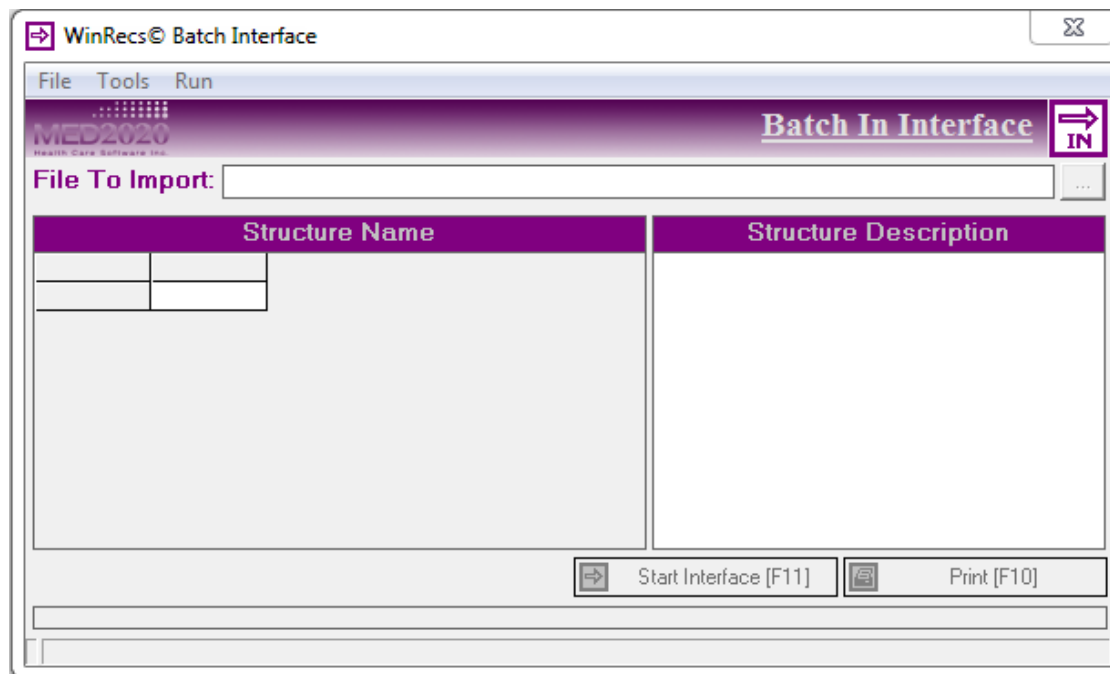 WinRecs© Batch Interface
File Tools Run
MED2020
Health Care Software Inc.
Batch In Interface
IN
File To Import:
...
Structure Name
Structure Description
Start Interface [F11]
Print [F10]